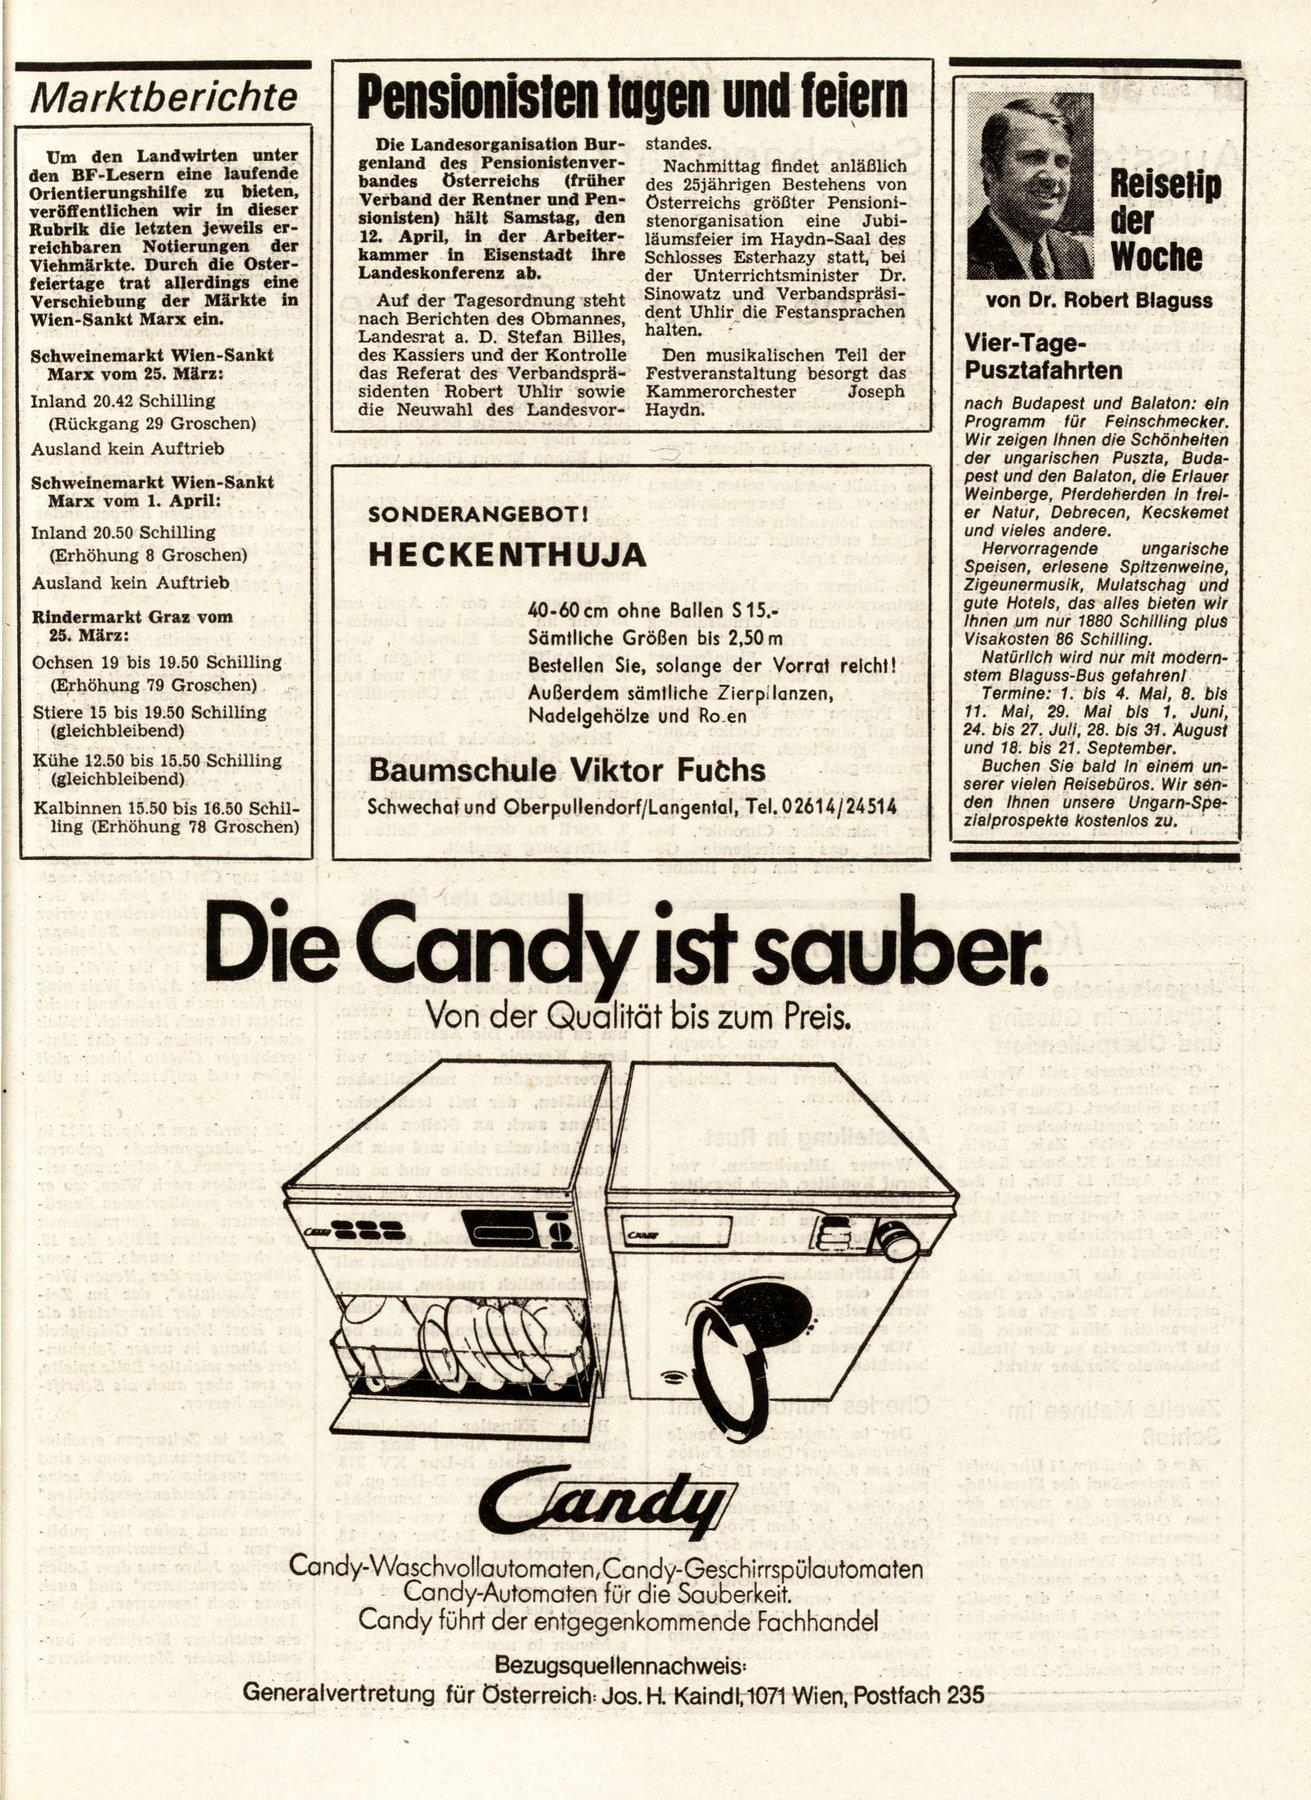 Marktberichte
Um den Landwirten unter
den BF-Lesern eine laufende
Orientierungshilfe zu bieten,
veröffentlichen wir in dieser
Rubrik die letzten jeweils er-
reichbaren Notierungen der
Viehmärkte. Durch die Oster-
feiertage trat allerdings eine
Verschiebung der Märkte in
Wien-Sankt Marx ein.
Schweinemarkt Wien-Sankt
Marx vom 25. März:
Inland 20.42 Schilling
(Rückgang 29 Groschen)
Ausland kein Auftrieb
Schweinemarkt Wien-Sankt
Marx vom 1. April:
Inland 20.50 Schilling
(Erhöhung 8 Groschen)
Ausland kein Auftrieb
Rindermarkt Graz vom
25. März:
Ochsen 19 bis 19.50 Schilling
(Erhöhung 79 Groschen)
Stiere 15 bis 19.50 Schilling
(gleichbleibend)
Kühe 12.50 bis 15.50 Schilling
(gleichbleibend)
Kalbinnen 15.50 bis 16.50 Schil-
ling (Erhöhung 78 Groschen)
Pensionisten tagen und feiern
Die Landesorganisation Bur-
genland des Pensionistenver-
bandes Österreichs (früher
Verband der Rentner und Pen-
sionisten) hält Samstag, den
12. April, in der Arbeiter-
kammer in Eisenstadt ihre
Landeskonferenz ab.
Auf der Tagesordnung steht
nach Berichten des Obmannes,
Landesrat a. D. Stefan Billes,
des Kassiers und der Kontrolle
das Referat des Verbandsprä-
sidenten Robert Uhlir sowie
die Neuwahl des Landesvor-
standes.
Nachmittag findet anläßlich
des 25jährigen Bestehens von
Österreichs größter Pensioni-
stenorganisation eine Jubi-
läumsfeier im Haydn-Saal des
Schlosses Esterhazy statt, bei
der Unterrichtsminister Dr.
Sinowatz und Verbandspräsi-
dent Uhlir die Festansprachen
halten.
Den musikalischen Teil der
Festveranstaltung besorgt das
Kammerorchester Joseph
Haydn.
SONDERANGEBOT!
HECKENTHUJA
40-60 cm ohne Ballen S 15.-
Sämtliche Größen bis 2,50 m
Bestellen Sie, solange der Vorrat reicht!
Außerdem sämtliche Zierpflanzen,
Nadelgehölze und Ro en
Baumschule Viktor Fuchs
Schwechat und Oberpullendorf/Langental, Tel. 02614/24514
Reisetip
der
Woche
von Dr. Robert Blaguss
Vier-Tage-
Pusztafahrten
nach Budapest und Balaton: ein
Programm für Feinschmecker.
Wir zeigen Ihnen die Schönheiten
der ungarischen Puszta, Buda-
pest und den Balaton, die Erlauer
Weinberge, Pferdeherden in frei-
er Natur, Debrecen, Kecskemet
und vieles andere.
Hervorragende ungarische
Speisen, erlesene Spitzenweine,
Zigeunermusik, Mulatschag und
gute Hotels, das alles bieten wir
Ihnen um nur 1880 Schilling plus
Visakosten 86 Schilling.
Natürlich wird nur mit modern-
stem Blaguss-Bus gefahren!
Termine: 1. bis 4. Mai, 8. bis
11. Mai, 29. Mai bis 1. Juni,
24. bis 27. Juli, 28. bis 31. August
und 18. bis 21. September.
Buchen Sie bald in einem un-
serer vielen Reisebüros. Wir sen-
den Ihnen unsere Ungarn-Spe-
zialprospekte kostenlos zu.
Die Candy ist sauber.
Von der Qualität bis zum Preis.
CANDY
CANDY
Candy
Candy-Waschvollautomaten, Candy-Geschirrspülautomaten
Candy-Automaten für die Sauberkeit.
Candy führt der entgegenkommende Fachhandel
Bezugsquellennachweis:
Generalvertretung für Österreich: Jos. H. Kaindl, 1071 Wien, Postfach 235